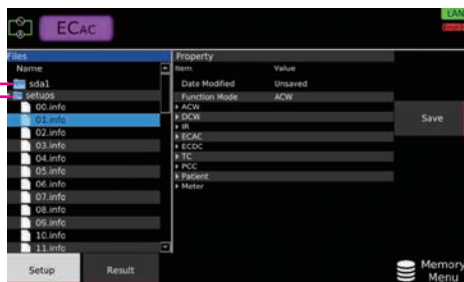 LAN
ECAC
Files
Property
Name
Item
Value
sda1
Date Modified
Unsaved
setups
Function Mode
ACW
00.info
ACW
01.info
DCW
Save
02.info
IR
03.info
ECAC
04.info
ECDC
05.info
TC
06.info
PCC
07.info
Patient
08.info
Meter
09.info
10.info
11.info
Setup
Result
Memory
Menu